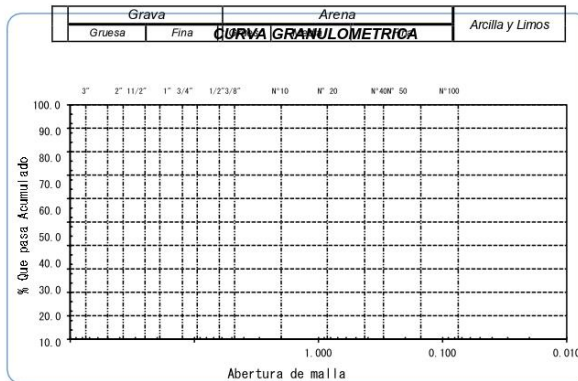 Grava Arena Arcilla y Limos
Gruesa Fina Fina
CURVA GRANULOMETRICA
3" 2" 11/2" 1" 3/4" 1/2" 3/8" N°10 N° 20 N°40 N° 50 N°100
100.0
90.0
80.0
70.0
60.0
50.0
40.0
30.0
20.0
10.0
% Que pasa Acumulado
1.000 0.100 0.010
Abertura de malla